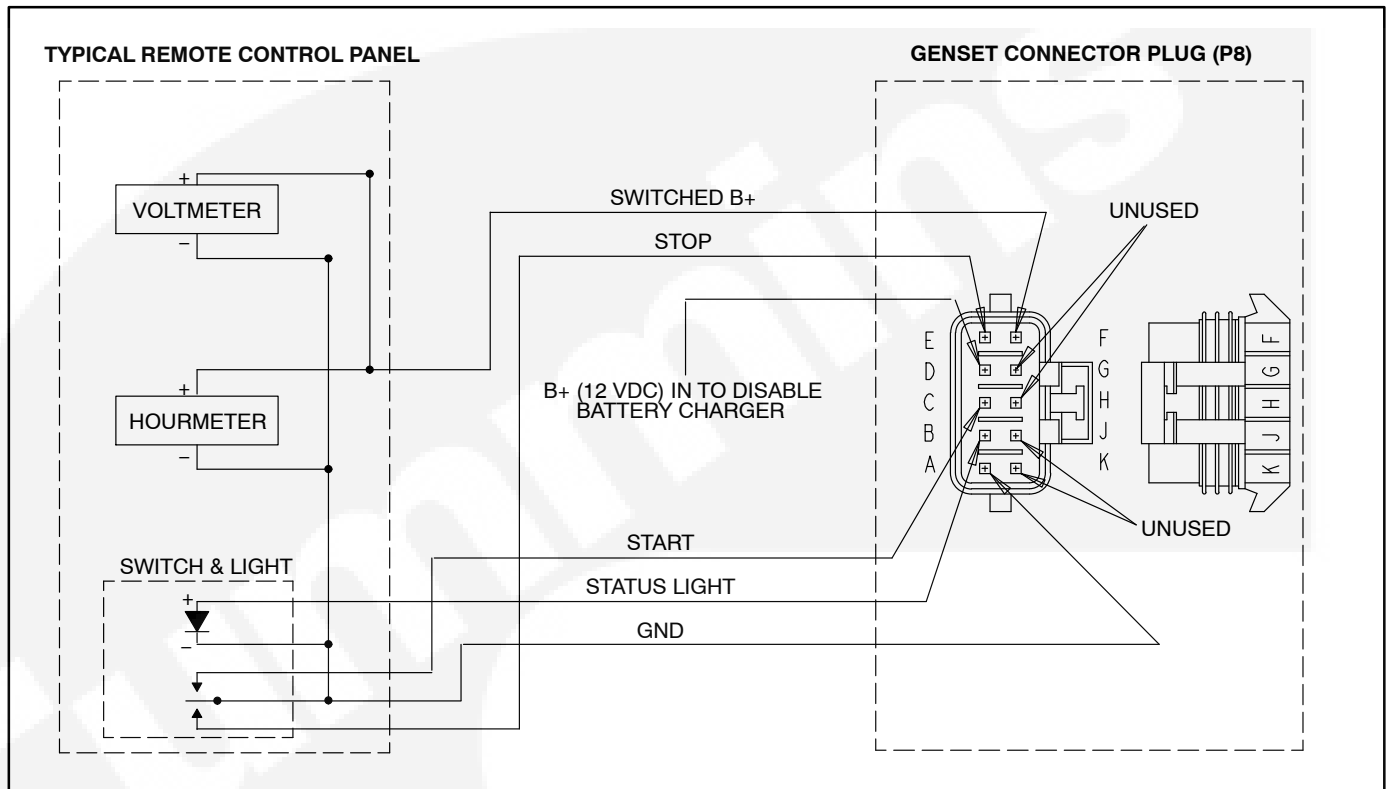 TYPICAL REMOTE CONTROL PANEL
GENSET CONNECTOR PLUG (P8)
+
VOLTMETER
–
SWITCHED B+
UNUSED
STOP
+
HOURMETER
–
B+ (12 VDC) IN TO DISABLE
BATTERY CHARGER
E
D
C
B
A
F
G
H
J
K
F
G
H
J
K
UNUSED
START
SWITCH & LIGHT
+
–
STATUS LIGHT
GND
Cummins